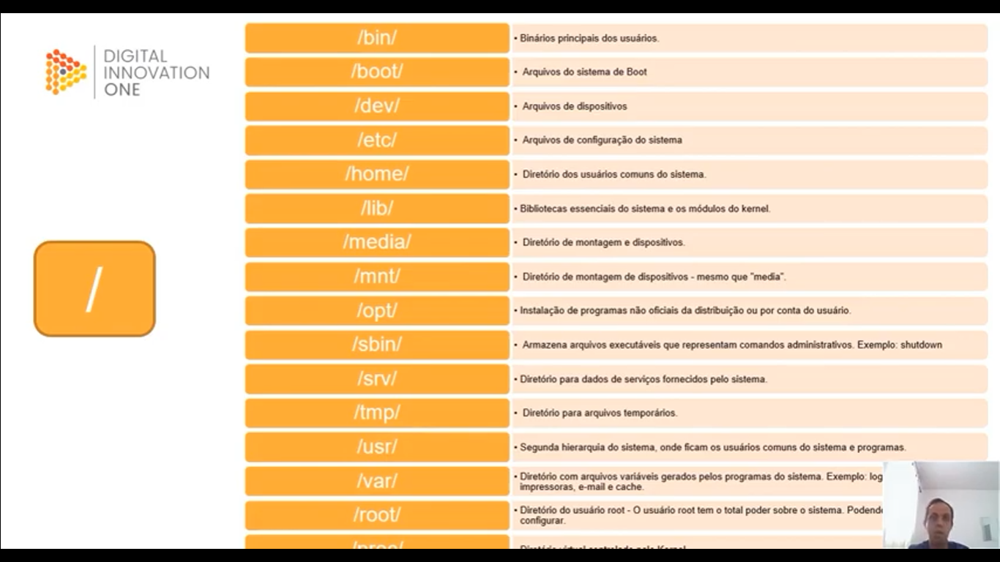 DIGITAL
INNOVATION
ONE
/
/bin/
• Binários principais dos usuários.
/boot/
• Arquivos do sistema de Boot
/dev/
• Arquivos de dispositivos
/etc/
• Arquivos de configuração do sistema
/home/
• Diretório dos usuários comuns do sistema.
/lib/
• Bibliotecas essenciais do sistema e os módulos do kernel.
/media/
• Diretório de montagem e dispositivos.
/mnt/
• Diretório de montagem de dispositivos - mesmo que "media".
/opt/
• Instalação de programas não oficiais da distribuição ou por conta do usuário.
/sbin/
• Armazena arquivos executáveis que representam comandos administrativos. Exemplo: shutdown
/srv/
• Diretório para dados de serviços fornecidos pelo sistema.
/tmp/
• Diretório para arquivos temporários.
/usr/
• Segunda hierarquia do sistema, onde ficam os usuários comuns do sistema e programas.
/var/
• Diretório com arquivos variáveis gerados pelos programas do sistema. Exemplo:
impressoras, e-mail e cache.
/root/
• Diretório do usuário root - O usuário root tem o total poder sobre o sistema.
configurar.
/proc/
• Diretório virtual controlado pelo Kernel